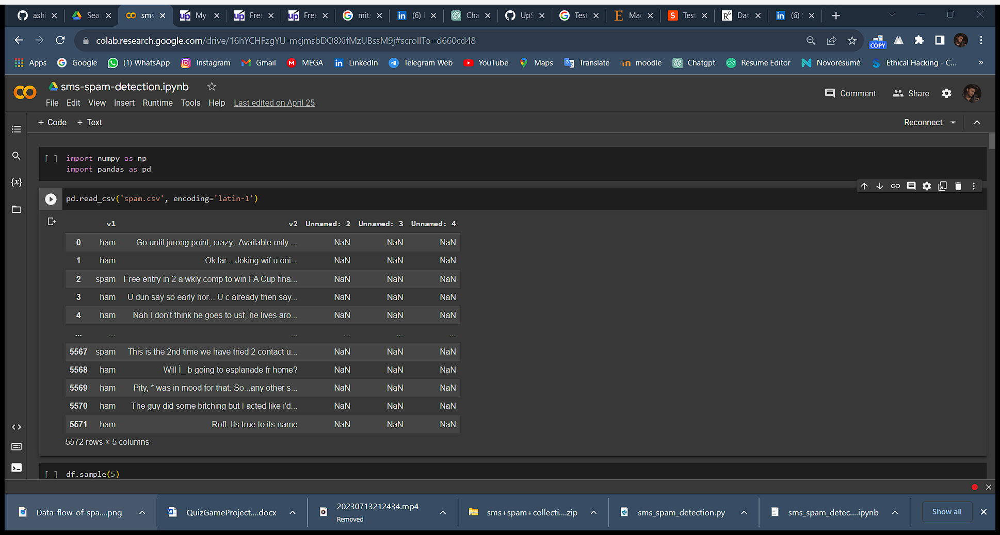 ashi
Sear
sms
My
Free
Free
mits
(6) 
Cha
UpS
Test
Mac
Test
Dat
(6)
colab.research.google.com/drive/16hYCHFzgYU-mcjmsbDO8XifMzUBssM9j#scrollTo=d660cd48
COPY
Apps Google (1) WhatsApp Instagram Gmail MEGA LinkedIn Telegram Web YouTube Maps Translate moodle Chatgpt Resume Editor Novorésumé Ethical Hacking - C... »
sms-spam-detection.ipynb
Comment Share
File Edit View Insert Runtime Tools Help Last edited on April 25
+ Code + Text
Reconnect
[ ] import numpy as np
import pandas as pd
pd.read_csv('spam.csv', encoding='latin-1')
v1 v2 Unnamed: 2 Unnamed: 3 Unnamed: 4
0 ham Go until jurong point, crazy.. Available only ... NaN NaN NaN
1 ham Ok lar... Joking wif u oni... NaN NaN NaN
2 spam Free entry in 2 a wkly comp to win FA Cup fina... NaN NaN NaN
3 ham U dun say so early hor... U c already then say... NaN NaN NaN
4 ham Nah I don't think he goes to usf, he lives aro... NaN NaN NaN
... ... ... ... ... ...
5567 spam This is the 2nd time we have tried 2 contact u... NaN NaN NaN
5568 ham Will Ì_ b going to esplanade fr home? NaN NaN NaN
5569 ham Pity, * was in mood for that. So...any other s... NaN NaN NaN
5570 ham The guy did some bitching but I acted like i'd... NaN NaN NaN
5571 ham Rofl. Its true to its name NaN NaN NaN
5572 rows × 5 columns
[ ] df.sample(5)
Data-flow-of-spa....png
QuizGameProject....docx
20230713212434.mp4
Removed
sms+spam+collecti....zip
sms_spam_detection.py
sms_spam_detec....ipynb
Show all